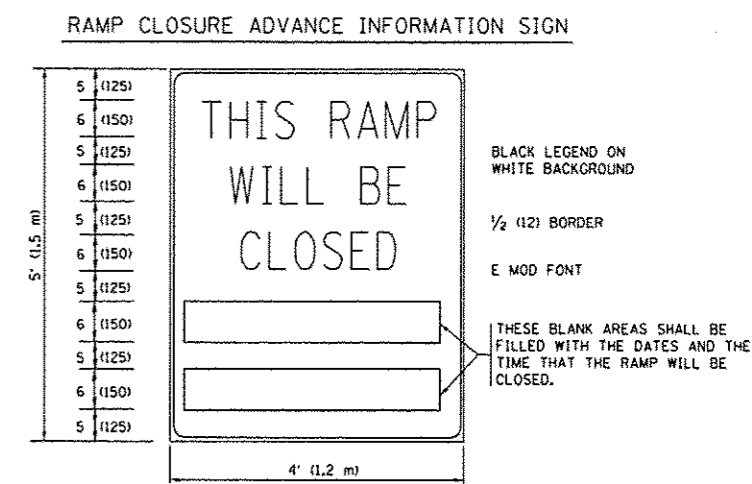 RAMP CLOSURE ADVANCE INFORMATION SIGN
5 (125)
6 (150)
5 (125)
6 (150)
5 (125)
6 (150)
5 (125)
6 (150)
5 (125)
6 (150)
5 (125)
5' (1.5 m)
THIS RAMP
WILL BE
CLOSED
BLACK LEGEND ON
WHITE BACKGROUND
1/2 (12) BORDER
E MOD FONT
THESE BLANK AREAS SHALL BE
FILLED WITH THE DATES AND THE
TIME THAT THE RAMP WILL BE
CLOSED.
4' (1.2 m)